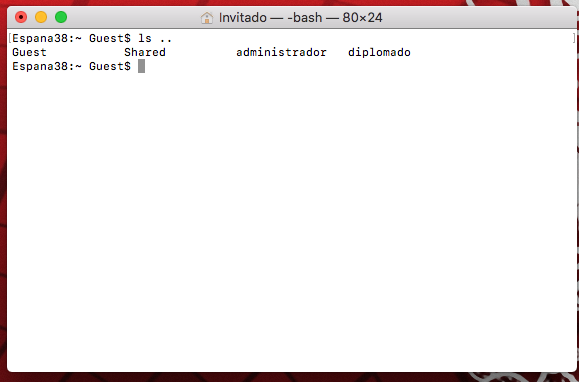 Invitado — -bash — 80×24
[Espana38:~ Guest$ ls .. ]
Guest Shared administrador diplomado
Espana38:~ Guest$